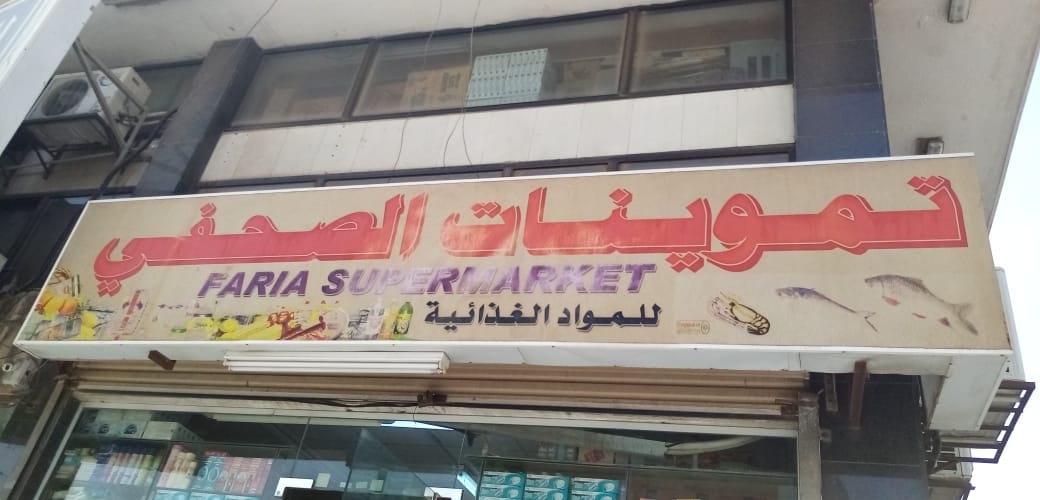 تموينات الصحفي
FARIA SUPERMARKET
للمواد الغذائية